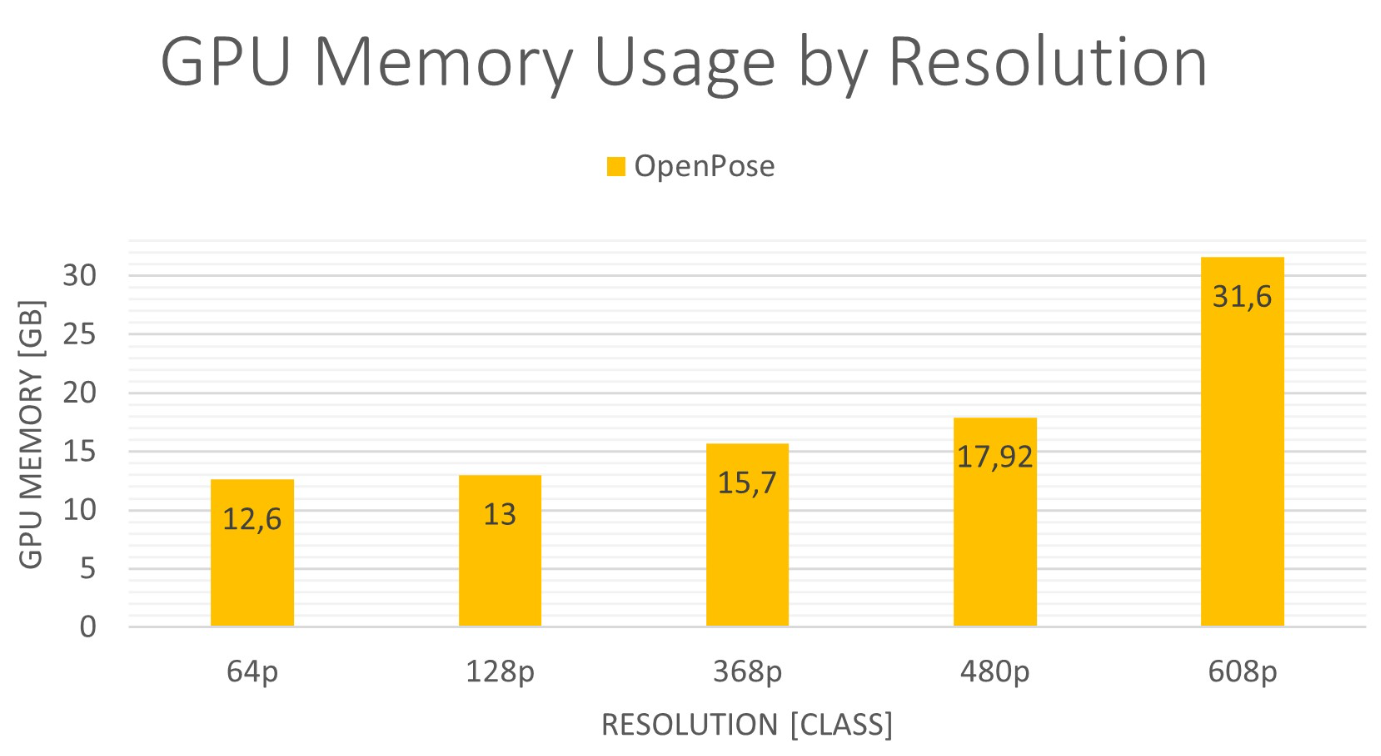 GPU Memory Usage by Resolution
OpenPose
GPU MEMORY [GB]
30
25
20
15
10
5
0
12,6
13
15,7
17,92
31,6
64p
128p
368p
480p
608p
RESOLUTION [CLASS]